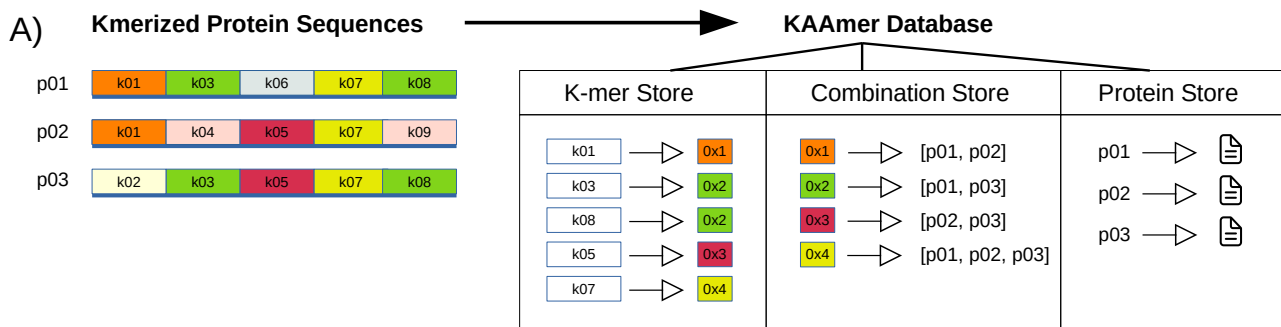 A)
Kmerized Protein Sequences
KAAmer Database
p01 k01 k03 k06 k07 k08
p02 k01 k04 k05 k07 k09
p03 k02 k03 k05 k07 k08
K-mer Store
Combination Store
Protein Store
k01 0x1
k03 0x2
k08 0x2
k05 0x3
k07 0x4
0x1 [p01, p02]
0x2 [p01, p03]
0x3 [p02, p03]
0x4 [p01, p02, p03]
p01
p02
p03